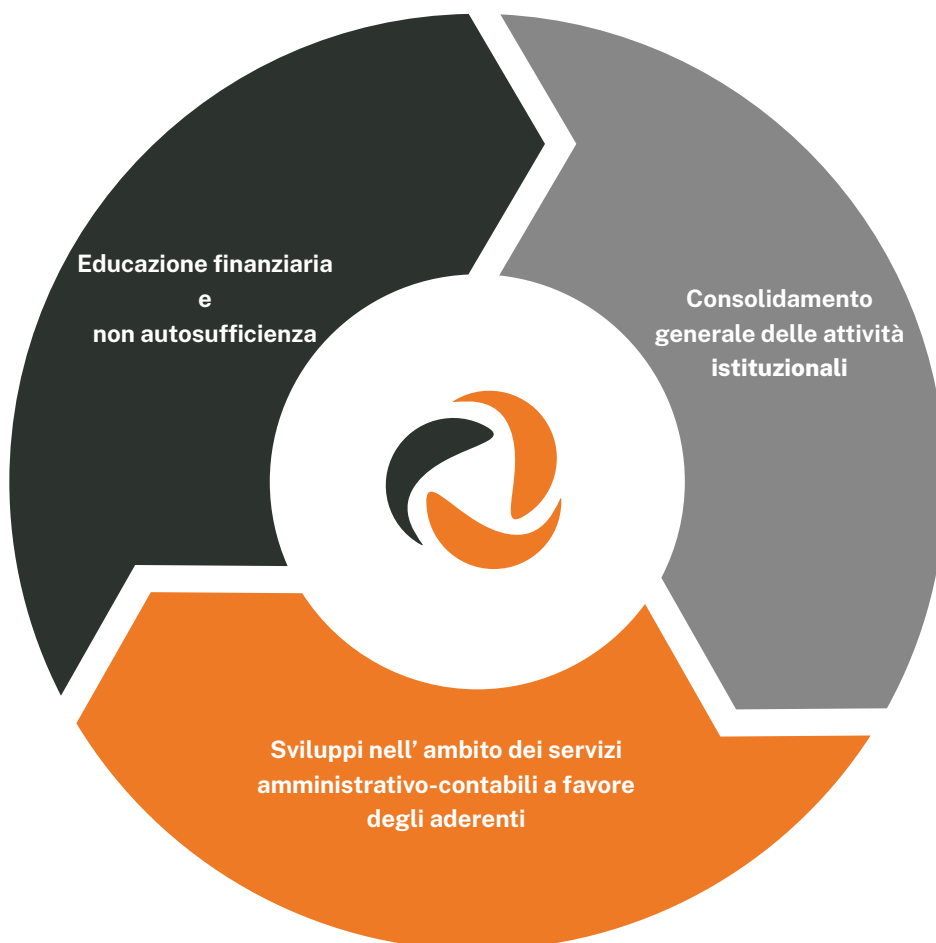 Educazione finanziaria
e
non autosufficienza
Consolidamento
generale delle attività
istituzionali
Sviluppi nell’ ambito dei servizi
amministrativo-contabili a favore
degli aderenti